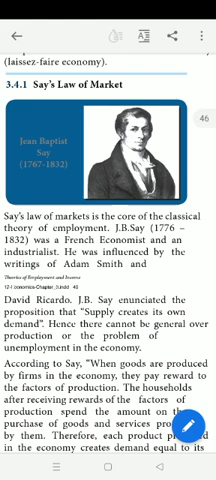 (laissez-faire economy).
3.4.1 Say's Law of Market
Jean Baptist
Say
(1767-1832)
46
Say's law of markets is the core of the classical
theory of employment. J.B.Say (1776 –
1832) was a French Economist and an
industrialist. He was influenced by the
writings of Adam Smith and
Theories of Employment and Income
12-Economics-Chapter_3.indd 46
David Ricardo. J.B. Say enunciated the
proposition that “Supply creates its own
demand”. Hence there cannot be general over
production or the problem of
unemployment in the economy.
According to Say, “When goods are produced
by firms in the economy, they pay reward to
the factors of production. The households
after receiving rewards of the factors of
production spend the amount on the
purchase of goods and services
by them. Therefore, each product
in the economy creates demand equal to its